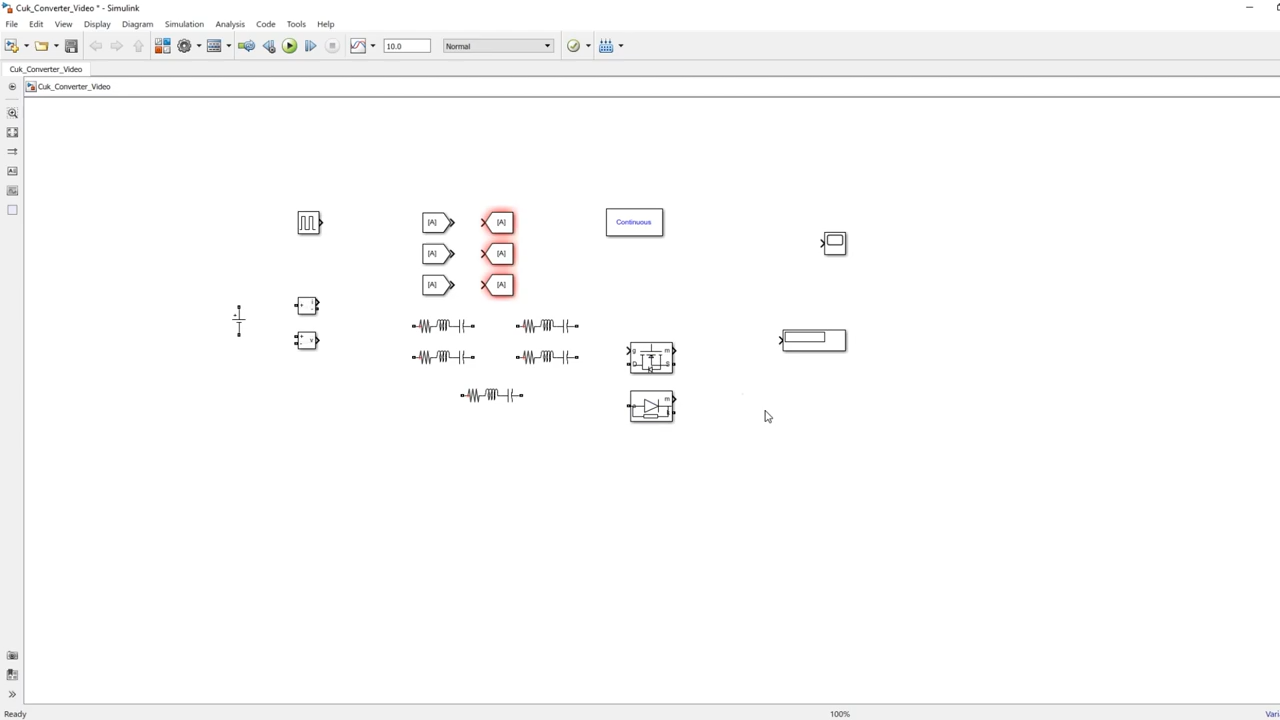 Cuk_Converter_Video * - Simulink
File Edit View Display Diagram Simulation Analysis Code Tools Help
10.0 Normal
Cuk_Converter_Video
Cuk_Converter_Video
[A] [A] Continuous
[A] [A]
[A] [A]
+ i -
+ - v
+
g m
D S
m
Ready 100% Vari